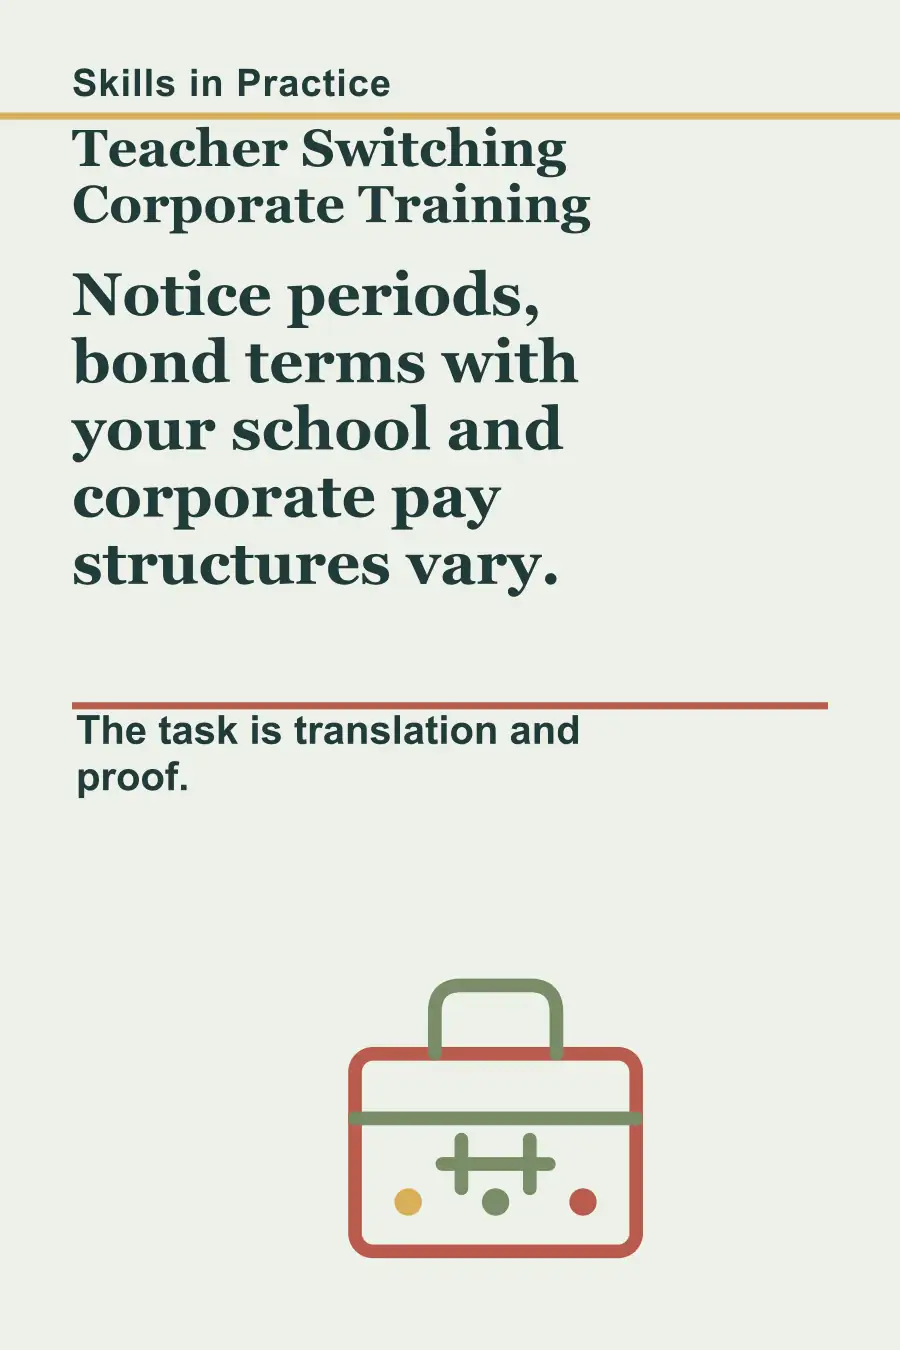 Skills in Practice
Teacher Switching
Corporate Training
Notice periods,
bond terms with
your school and
corporate pay
structures vary.
The task is translation and
proof.